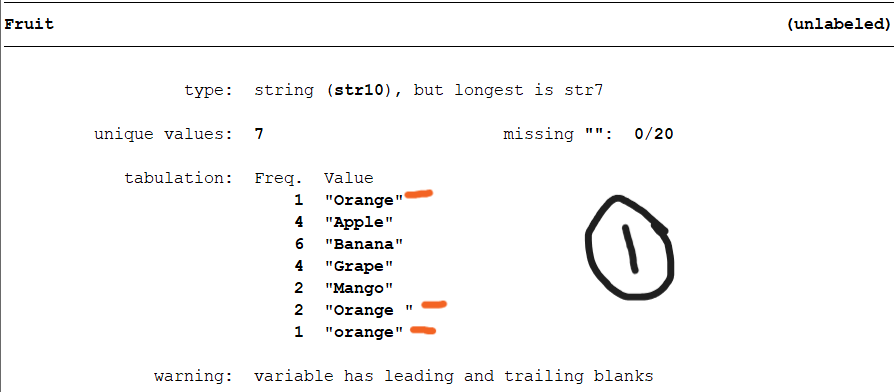 Fruit (unlabeled)
type: string (str10), but longest is str7
unique values: 7 missing "": 0/20
tabulation: Freq. Value
1 "Orange"
4 "Apple"
6 "Banana"
4 "Grape"
2 "Mango"
2 "Orange "
1 "orange"
1
warning: variable has leading and trailing blanks